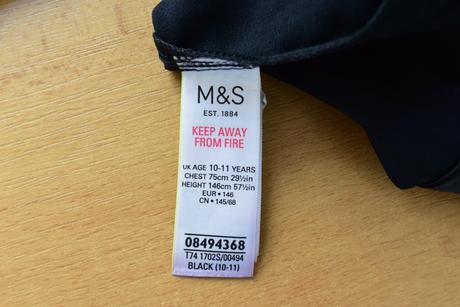 M&S
EST. 1884
KEEP AWAY
FROM FIRE
UK AGE 10-11 YEARS
CHEST 75cm 29½in
HEIGHT 146cm 57½in
EUR • 146
CN • 145/68
08494368
T74 1702S/00494
BLACK (10-11)